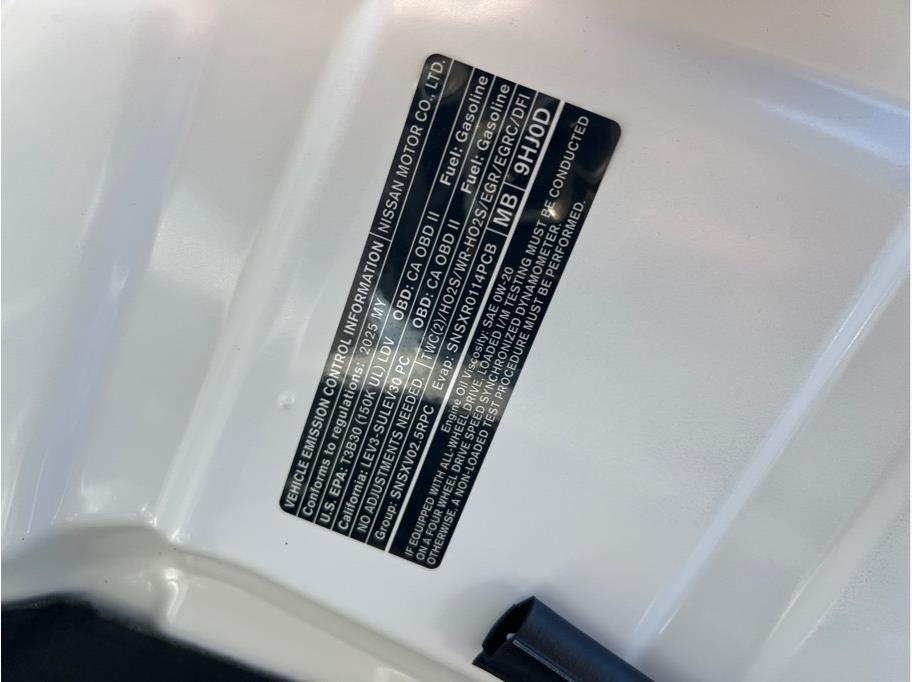 VEHICLE EMISSION CONTROL INFORMATION NISSAN MOTOR CO., LTD.
Conforms to regulations: 2025 MY
U.S. EPA: T3B30 (150K UL) LDV OBD: CA OBD II Fuel: Gasoline
California: LEV3-SULEV30 PC OBD: CA OBD II Fuel: Gasoline
NO ADJUSTMENTS NEEDED. TWC(2)/HO2S/WR-HO2S/EGR/EGRC/DFI
Group: SNSXV02.5RPC Evap: SNSXR0114PCB MB 9HJ0D
Engine Oil Viscosity: SAE 0W-20
IF EQUIPPED WITH ALL-WHEEL DRIVE, LOADED I/M TESTING MUST BE CONDUCTED
ON A FOUR WHEEL DRIVE SPEED SYNCHRONIZED DYNAMOMETER.
OTHERWISE, A NON-LOADED TEST PROCEDURE MUST BE PERFORMED.